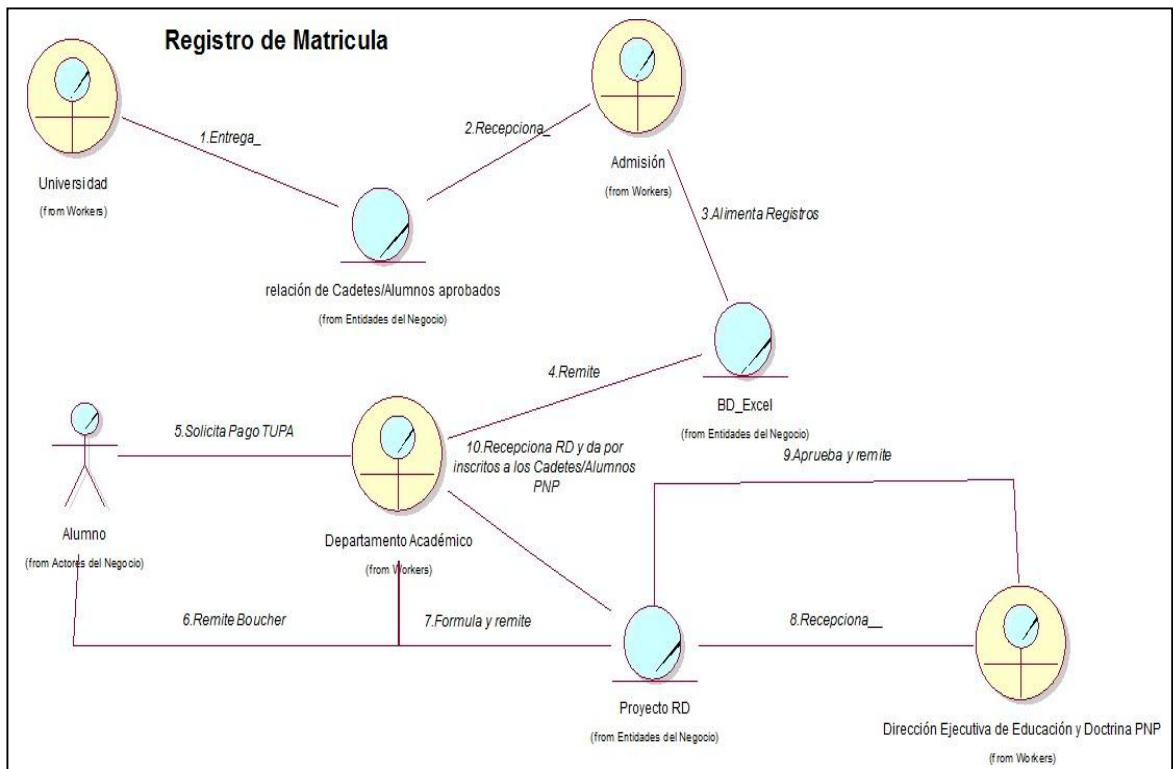 Registro de Matricula
1.Entrega_
2.Recepciona_
Universidad
(from Workers)
Admisión
(from Workers)
3.Alimenta Registros
relación de Cadetes/Alumnos aprobados
(from Entidades del Negocio)
4.Remite
BD_Excel
(from Entidades del Negocio)
5.Solicita Pago TUPA
10.Recepciona RD y da por
inscritos a los Cadetes/Alumnos
PNP
9.Aprueba y remite
Alumno
(from Actores del Negocio)
Departamento Académico
(from Workers)
6.Remite Boucher
7.Formula y remite
8.Recepciona__
Proyecto RD
(from Entidades del Negocio)
Dirección Ejecutiva de Educación y Doctrina PNP
(from Workers)